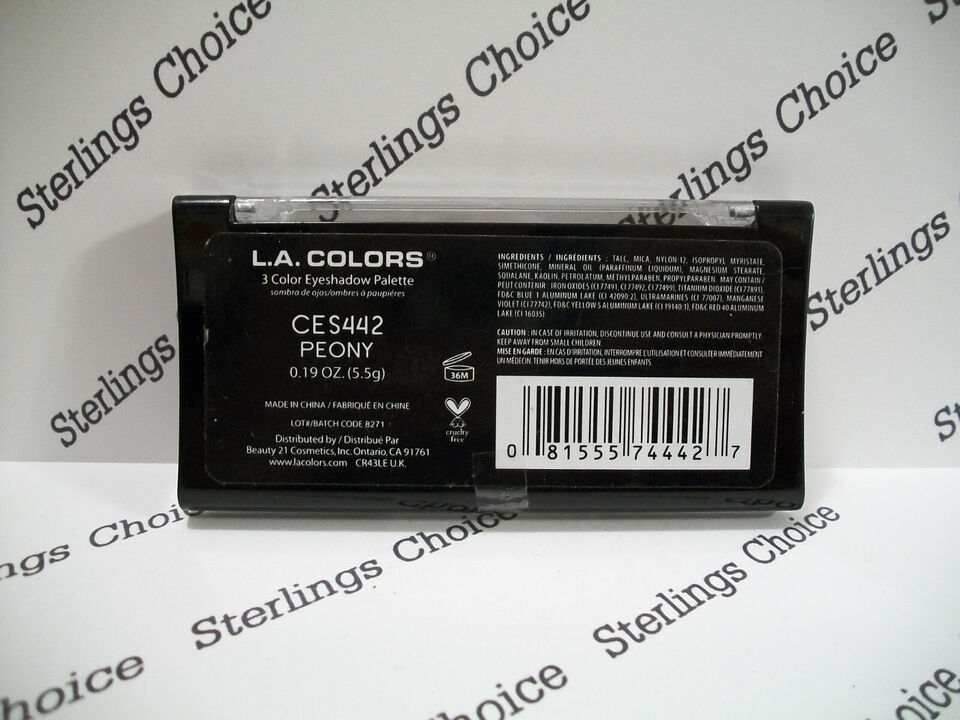 Sterlings Choice
Sterlings Choice
Sterlings Choice
Sterlings Choice
Sterlings Choice
L.A. COLORS®
3 Color Eyeshadow Palette
sombra de ojos/ombres à paupières
CES442
PEONY
0.19 OZ. (5.5g)
36M
MADE IN CHINA / FABRIQUÉ EN CHINE
LOT#/BATCH CODE 8271
cruelty
free
Distributed by / Distribué Par
Beauty 21 Cosmetics, Inc. Ontario, CA 91761
www.lacolors.com CR43LE U.K.
INGREDIENTS / INGRÉDIENTS : TALC, MICA, NYLON-12, ISOPROPYL MYRISTATE,
SIMETHICONE, MINERAL OIL (PARAFFINUM LIQUIDUM), MAGNESIUM STEARATE,
SQUALANE, KAOLIN, PETROLATUM, METHYLPARABEN, PROPYLPARABEN. MAY CONTAIN /
PEUT CONTENIR : IRON OXIDES (CI 77491, CI 77492, CI 77499), TITANIUM DIOXIDE (CI 77891),
FD&C BLUE 1 ALUMINUM LAKE (CI 42090:2), ULTRAMARINES (CI 77007), MANGANESE
VIOLET (CI 77742), FD&C YELLOW 5 ALUMINUM LAKE (CI 19140:1), FD&C RED 40 ALUMINUM
LAKE (CI 16035)
CAUTION : IN CASE OF IRRITATION, DISCONTINUE USE AND CONSULT A PHYSICIAN PROMPTLY.
KEEP AWAY FROM SMALL CHILDREN.
MISE EN GARDE : EN CAS D'IRRITATION, INTERROMPRE L'UTILISATION ET CONSULTER IMMÉDIATEMENT
UN MÉDECIN. TENIR HORS DE PORTÉE DES JEUNES ENFANTS.
0 81555 74442 7
ngs Choice
Sterlings Choice
Sterlings Choice
Choice